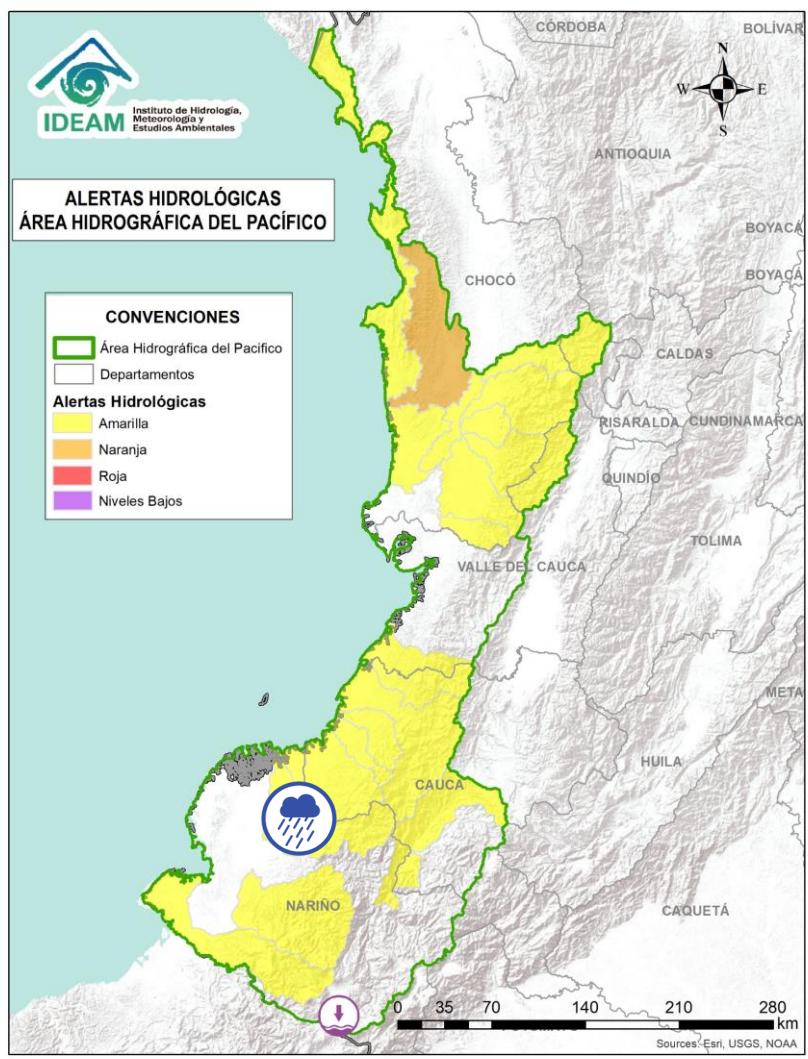 IDEAM
Instituto de Hidrología,
Meteorología y
Estudios Ambientales
ALERTAS HIDROLÓGICAS
ÁREA HIDROGRÁFICA DEL PACÍFICO
CONVENCIONES
Área Hidrográfica del Pacifico
Departamentos
Alertas Hidrológicas
Amarilla
Naranja
Roja
Niveles Bajos
N
W E
S
CÓRDOBA
BOLÍVAR
ANTIOQUIA
BOYACÁ
BOYACÁ
CHOCÓ
CALDAS
RISARALDA
CUNDINAMARCA
QUINDÍO
TOLIMA
VALLE DEL CAUCA
META
HUILA
CAUCA
NARIÑO
CAQUETÁ
0 35 70 140 210 280
km
Sources: Esri, USGS, NOAA